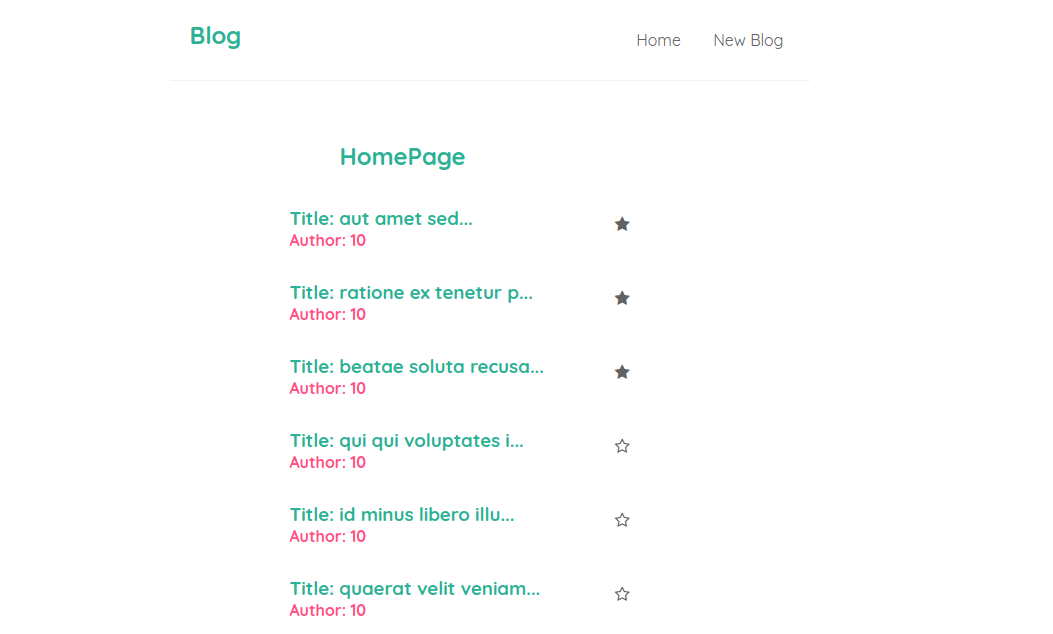 Blog
Home
New Blog
HomePage
Title: aut amet sed...
Author: 10
Title: ratione ex tenetur p...
Author: 10
Title: beatae soluta recusa...
Author: 10
Title: qui qui voluptates i...
Author: 10
Title: id minus libero illu...
Author: 10
Title: quaerat velit veniam...
Author: 10